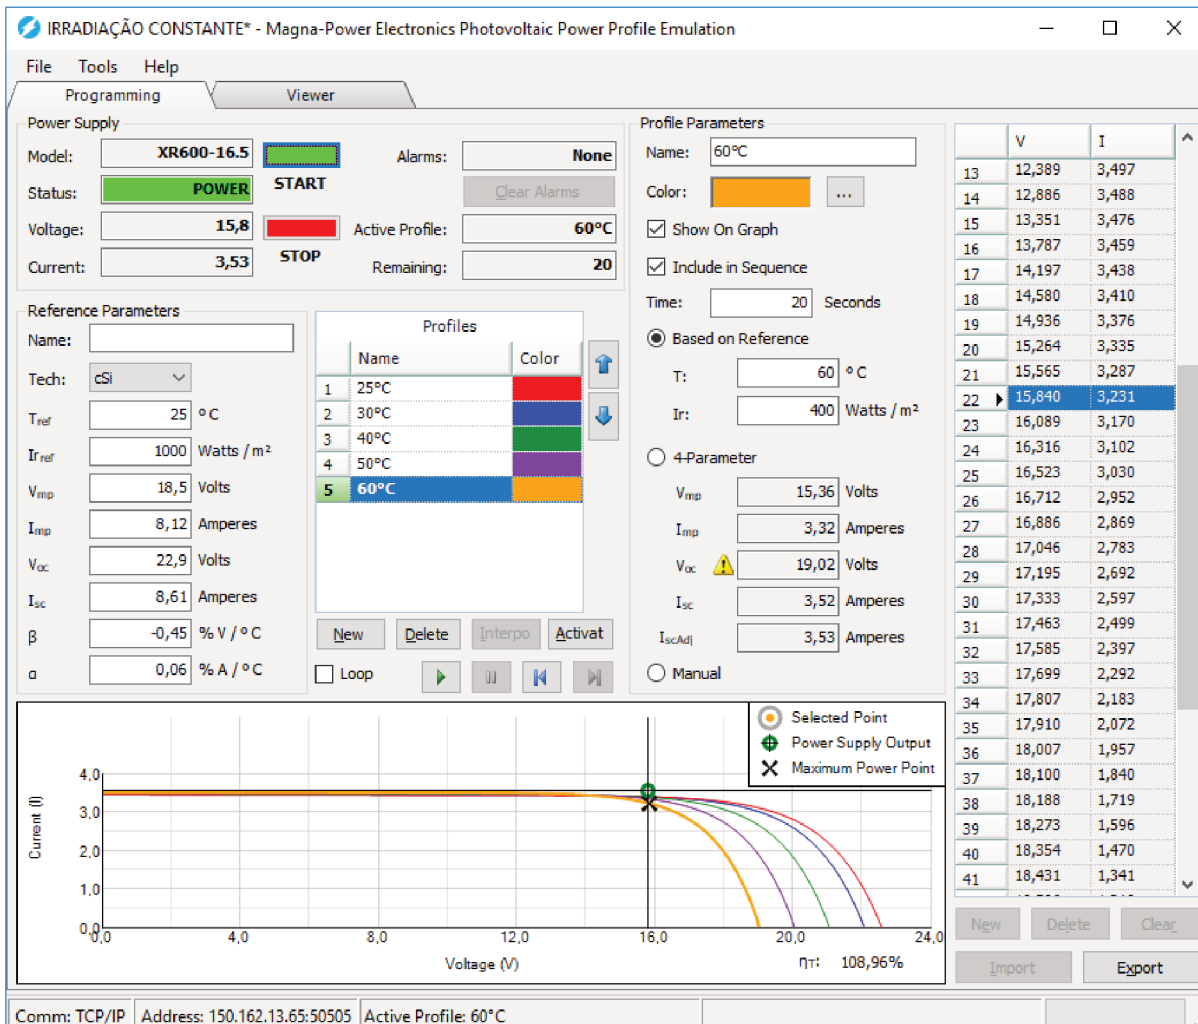 IRRADIAÇÃO CONSTANTE* - Magna-Power Electronics Photovoltaic Power Profile Emulation
File Tools Help
Programming Viewer
Power Supply
Model: XR600-16.5 START
Status: POWER
Voltage: 15,8 STOP
Current: 3,53
Alarms: None
Clear Alarms
Active Profile: 60°C
Remaining: 20
Reference Parameters
Name:
Tech: cSi
Tref 25 °C
Irref 1000 Watts / m²
Vmp 18,5 Volts
Imp 8,12 Amperes
Voc 22,9 Volts
Isc 8,61 Amperes
β -0,45 % V / °C
α 0,06 % A / °C
Profiles
Name Color
1 25°C
2 30°C
3 40°C
4 50°C
5 60°C
New Delete Interpo Activat
Loop
Profile Parameters
Name: 60°C
Color: ...
Show On Graph
Include in Sequence
Time: 20 Seconds
Based on Reference
T: 60 °C
Ir: 400 Watts / m²
4-Parameter
Vmp 15,36 Volts
Imp 3,32 Amperes
Voc 19,02 Volts
Isc 3,52 Amperes
IscAdj 3,53 Amperes
Manual
V I
13 12,389 3,497
14 12,886 3,488
15 13,351 3,476
16 13,787 3,459
17 14,197 3,438
18 14,580 3,410
19 14,936 3,376
20 15,264 3,335
21 15,565 3,287
22 15,840 3,231
23 16,089 3,170
24 16,316 3,102
25 16,523 3,030
26 16,712 2,952
27 16,886 2,869
28 17,046 2,783
29 17,195 2,692
30 17,333 2,597
31 17,463 2,499
32 17,585 2,397
33 17,699 2,292
34 17,807 2,183
35 17,910 2,072
36 18,007 1,957
37 18,100 1,840
38 18,188 1,719
39 18,273 1,596
40 18,354 1,470
41 18,431 1,341
New Delete Clear
Import Export
Selected Point
Power Supply Output
Maximum Power Point
Current (I)
4,0
3,0
2,0
1,0
0,0
0,0 4,0 8,0 12,0 16,0 20,0 24,0
Voltage (V)
ηT: 108,96%
Comm: TCP/IP Address: 150.162.13.65:50505 Active Profile: 60°C